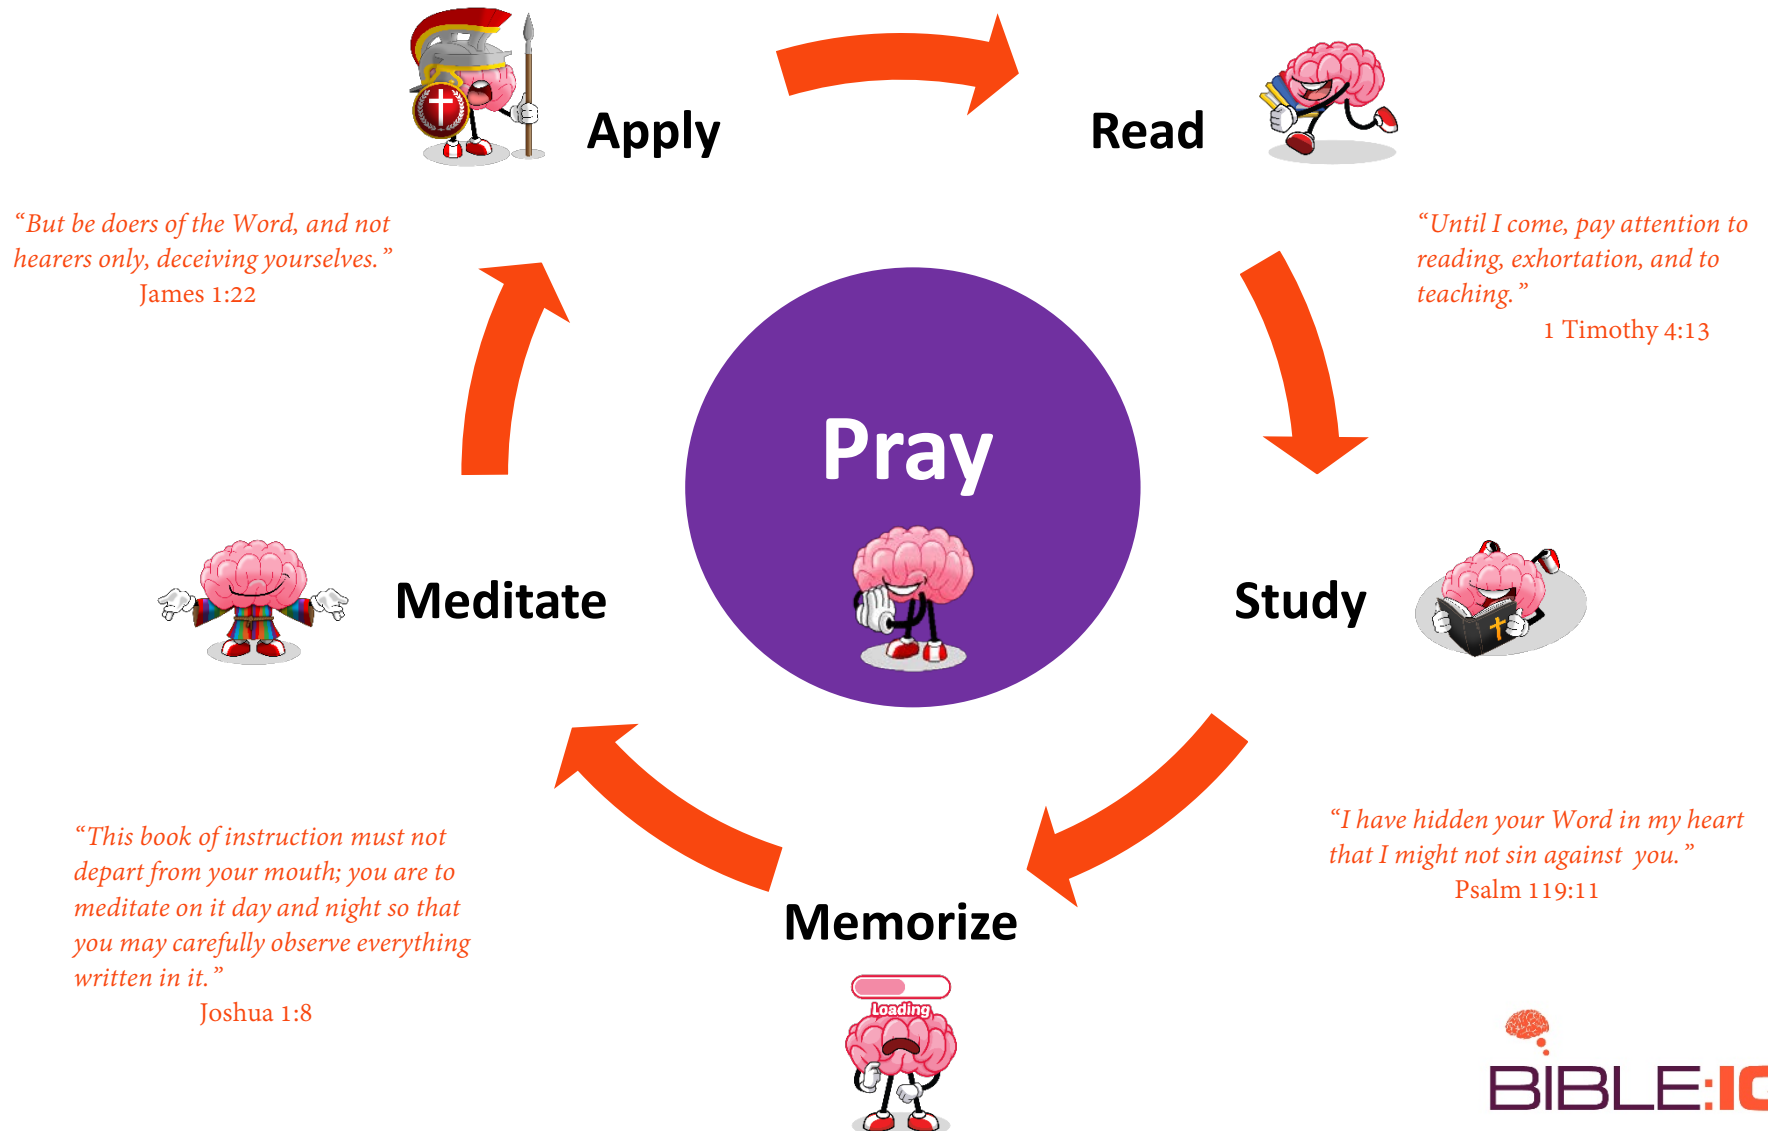 Apply
Read
“But be doers of the Word, and not
hearers only, deceiving yourselves.”
James 1:22
“Until I come, pay attention to
reading, exhortation, and to
teaching.”
1 Timothy 4:13
Pray
Meditate
Study
“This book of instruction must not
depart from your mouth; you are to
meditate on it day and night so that
you may carefully observe everything
written in it.”
Joshua 1:8
“I have hidden your Word in my heart
that I might not sin against  you.”
Psalm 119:11
Memorize
Loading
BIBLE:I